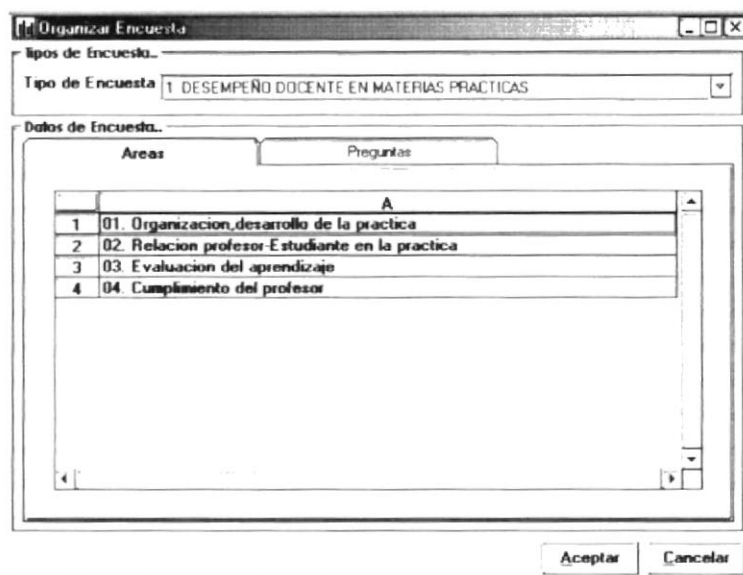 Organizar Encuesta
Tipos de Encuesta..
Tipo de Encuesta 1 DESEMPEÑO DOCENTE EN MATERIAS PRACTICAS
Datos de Encuesta..
Areas Preguntas
A
1 01. Organizacion,desarrollo de la practica
2 02. Relacion profesor-Estudiante en la practica
3 03. Evaluacion del aprendizaje
4 04. Cumplimiento del profesor
Aceptar Cancelar